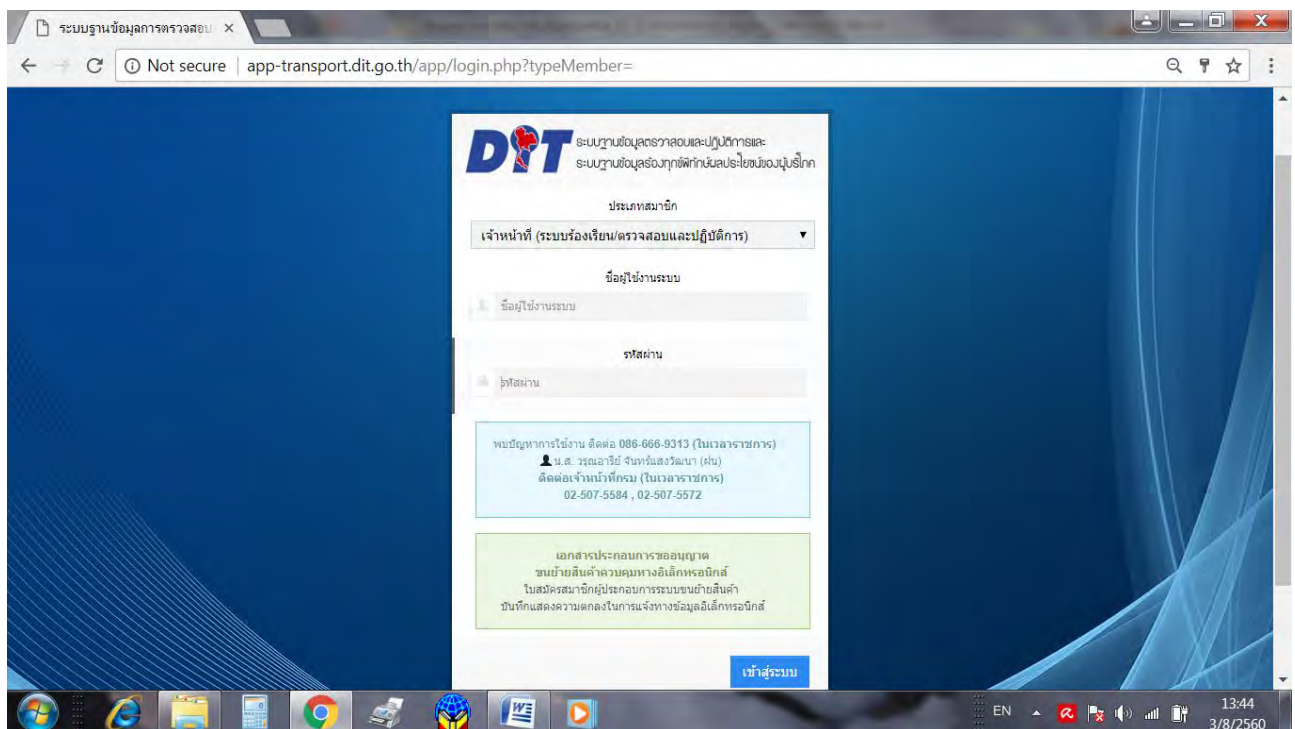 ระบบฐานข้อมูลการตรวจสอบ
Not secure | app-transport.dit.go.th/app/login.php?typeMember=
DIT
ระบบฐานข้อมูลตรวจสอบและปฏิบัติการและ
ระบบฐานข้อมูลร้องทุกข์พิทักษ์ผลประโยชน์ของผู้บริโภค
ประเภทสมาชิก
เจ้าหน้าที่ (ระบบร้องเรียน/ตรวจสอบและปฏิบัติการ)
ชื่อผู้ใช้งานระบบ
ชื่อผู้ใช้งานระบบ
รหัสผ่าน
รหัสผ่าน
พบปัญหาการใช้งาน ติดต่อ 086-666-9313 (ในเวลาราชการ)
น.ส. วรุณอารีย์ จันทร์แสงวัฒนา (ฝน)
ติดต่อเจ้าหน้าที่กรม (ในเวลาราชการ)
02-507-5584 , 02-507-5572
เอกสารประกอบการขออนุญาต
ขนย้ายสินค้าควบคุมทางอิเล็กทรอนิกส์
ใบสมัครสมาชิกผู้ประกอบการระบบขนย้ายสินค้า
บันทึกแสดงความตกลงในการแจ้งทางข้อมูลอิเล็กทรอนิกส์
เข้าสู่ระบบ
EN
13:44
3/8/2560